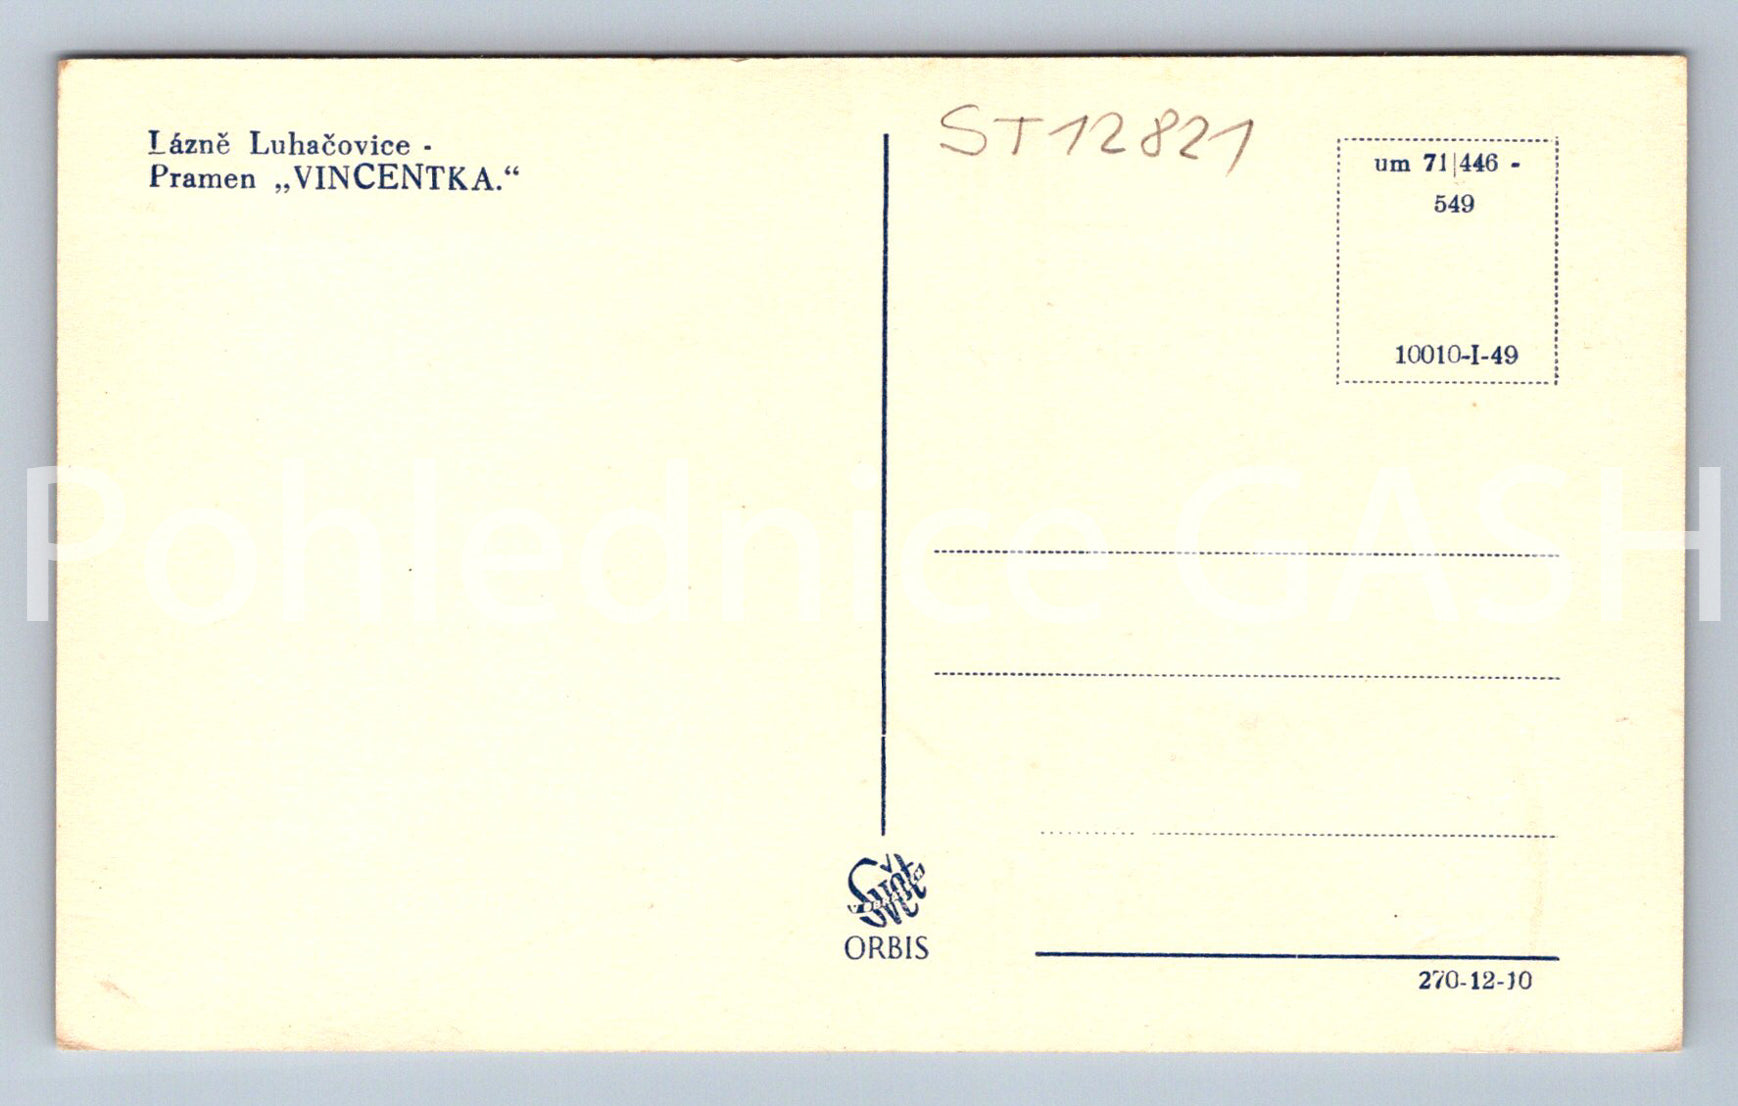 Lázně Luhačovice -
Pramen „VINCENTKA.“
ST12821
um 71|446 -
549
10010-I-49
Pohlednice GASH
Svět
ORBIS
270-12-10